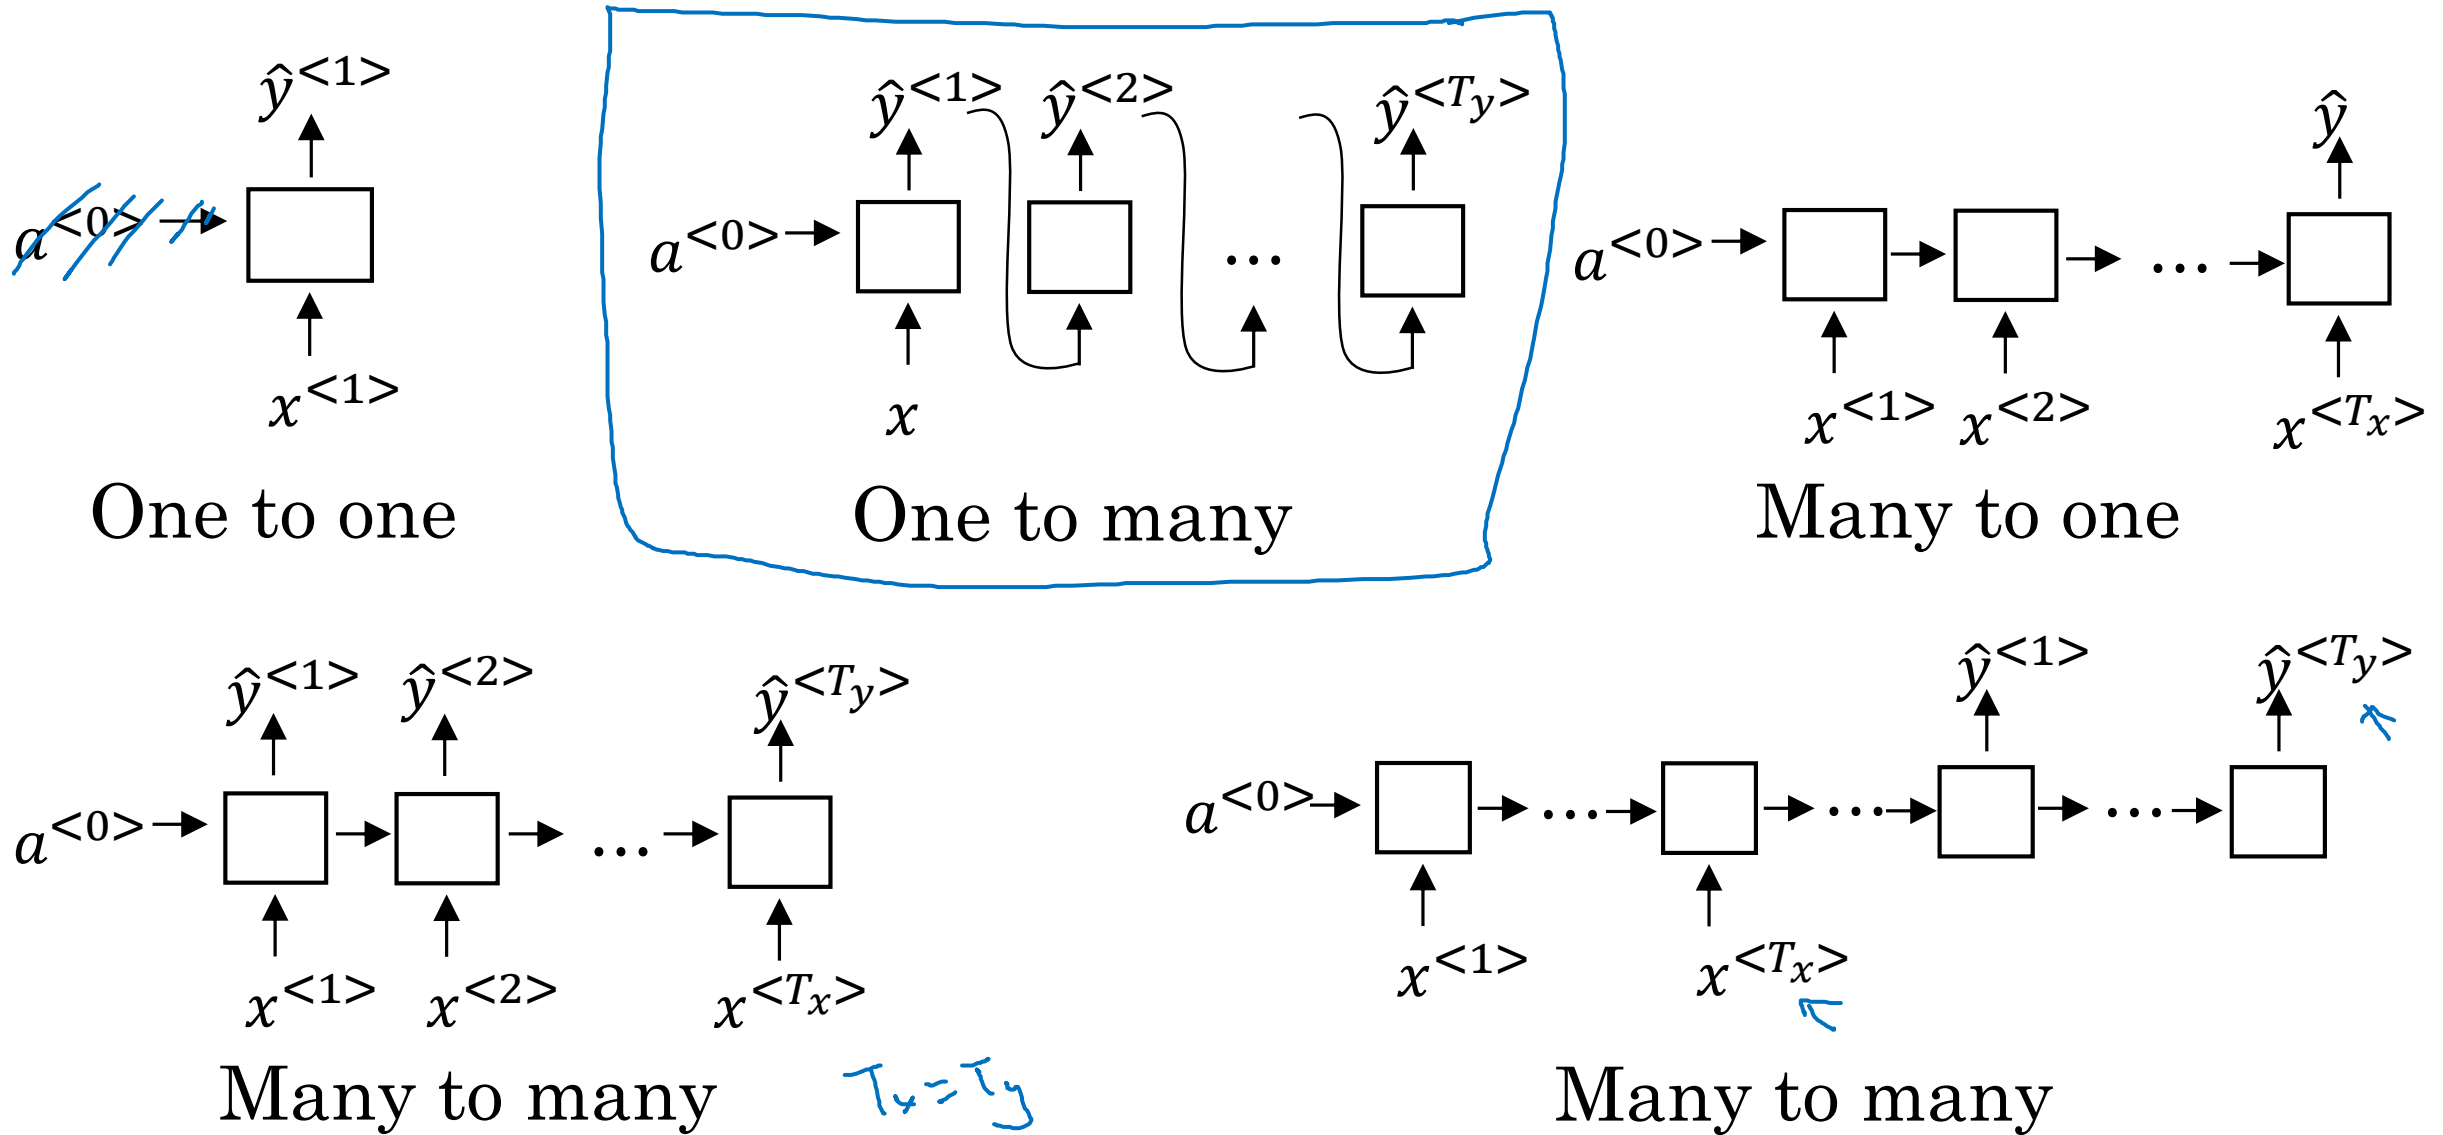 ŷ<1>
a<0>
x<1>
One to one
ŷ<1> ŷ<2> ŷ<Ty>
a<0> ...
x
One to many
ŷ
a<0> ...
x<1> x<2> x<Tx>
Many to one
ŷ<1> ŷ<2> ŷ<Ty>
a<0> ...
x<1> x<2> x<Tx>
Many to many Tx=Ty
ŷ<1> ŷ<Ty>
a<0> ... ... ...
x<1> x<Tx>
Many to many